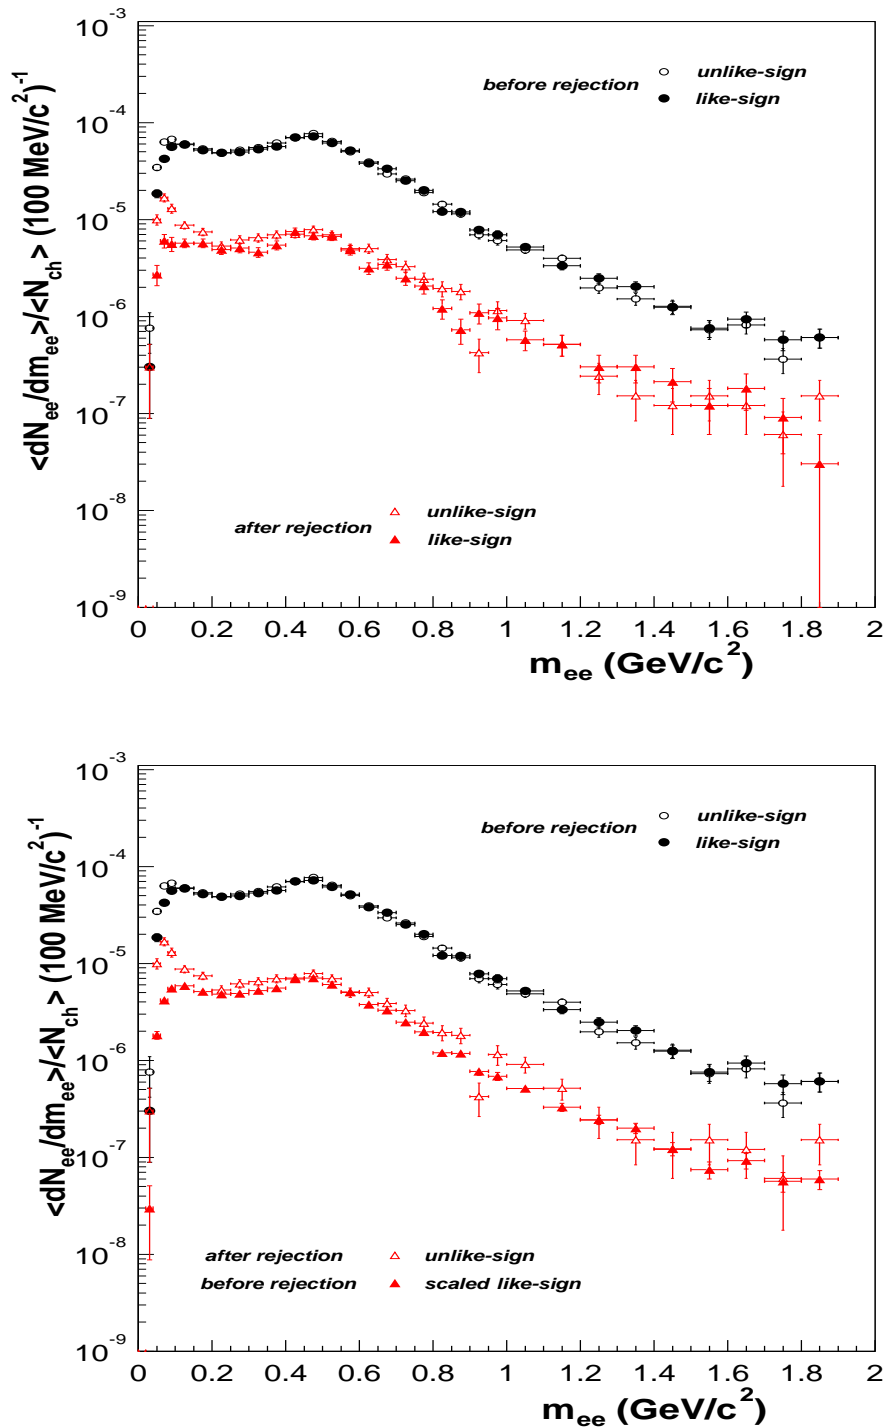 10⁻³
unlike-sign
before rejection
like-sign
10⁻⁴
10⁻⁵
10⁻⁶
10⁻⁷
10⁻⁸
unlike-sign
after rejection
like-sign
10⁻⁹
<dN_ee/dm_ee>/<N_ch> (100 MeV/c²)⁻¹
0 0.2 0.4 0.6 0.8 1 1.2 1.4 1.6 1.8 2
m_ee (GeV/c²)
10⁻³
unlike-sign
before rejection
like-sign
10⁻⁴
10⁻⁵
10⁻⁶
10⁻⁷
10⁻⁸
after rejection unlike-sign
before rejection scaled like-sign
10⁻⁹
<dN_ee/dm_ee>/<N_ch> (100 MeV/c²)⁻¹
0 0.2 0.4 0.6 0.8 1 1.2 1.4 1.6 1.8 2
m_ee (GeV/c²)